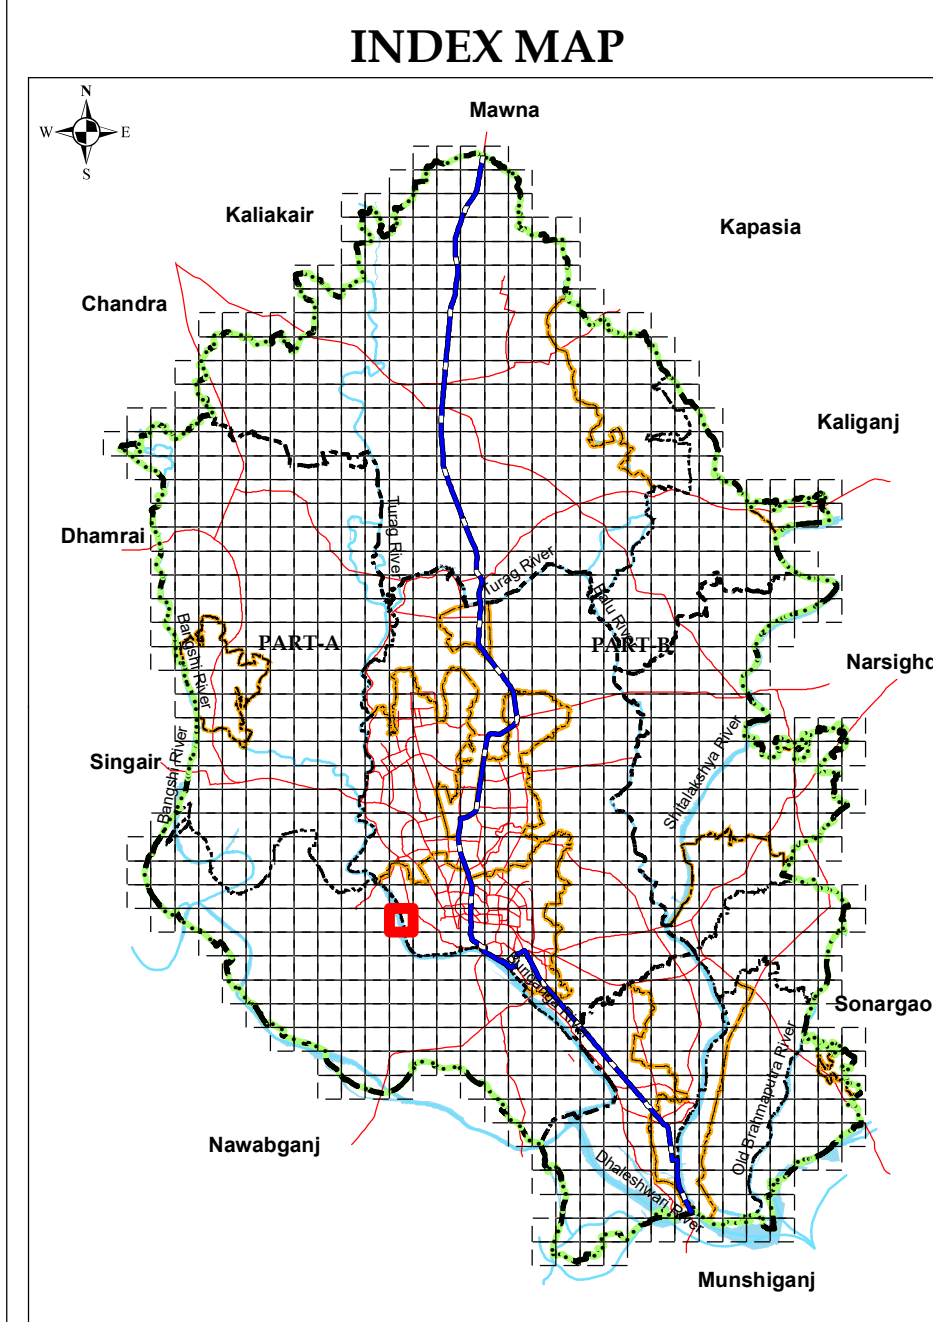 INDEX MAP
N
W E
S
Mawna
Kaliakair
Kapasia
Chandra
Kaliganj
Dhamrai
Turag River
Turag River
Balu River
Bangshi River
PART-A
PART-B
Narsighd
Shitalakshya River
Singair
Bangshi River
Buriganga River
Sonargao
Old Brahmaputra River
Nawabganj
Dhaleshwari River
Munshiganj